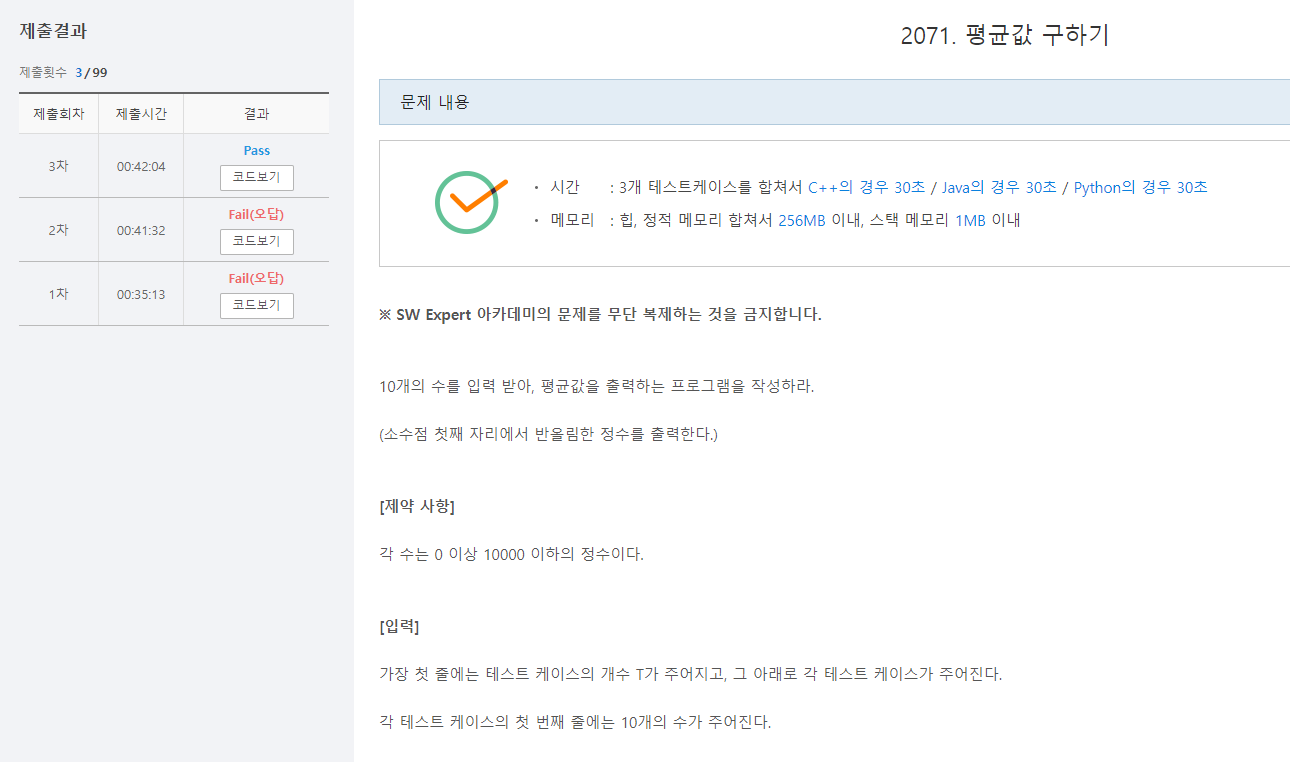 제출결과
제출횟수 3 / 99
제출회차 제출시간 결과
3차 00:42:04 Pass
코드보기
2차 00:41:32 Fail(오답)
코드보기
1차 00:35:13 Fail(오답)
코드보기
2071. 평균값 구하기
문제 내용
· 시간 : 3개 테스트케이스를 합쳐서 C++의 경우 30초 / Java의 경우 30초 / Python의 경우 30초
· 메모리 : 힙, 정적 메모리 합쳐서 256MB 이내, 스택 메모리 1MB 이내
※ SW Expert 아카데미의 문제를 무단 복제하는 것을 금지합니다.
10개의 수를 입력 받아, 평균값을 출력하는 프로그램을 작성하라.
(소수점 첫째 자리에서 반올림한 정수를 출력한다.)
[제약 사항]
각 수는 0 이상 10000 이하의 정수이다.
[입력]
가장 첫 줄에는 테스트 케이스의 개수 T가 주어지고, 그 아래로 각 테스트 케이스가 주어진다.
각 테스트 케이스의 첫 번째 줄에는 10개의 수가 주어진다.